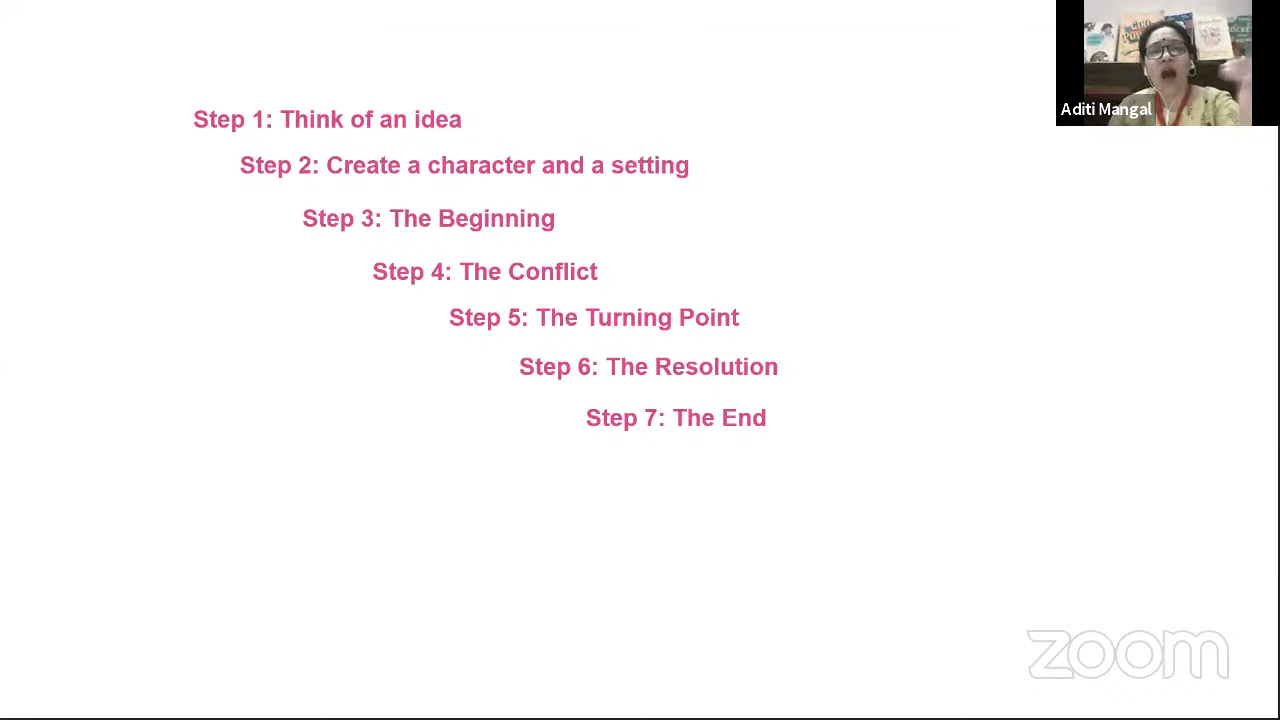 Step 1: Think of an idea
Step 2: Create a character and a setting
Step 3: The Beginning
Step 4: The Conflict
Step 5: The Turning Point
Step 6: The Resolution
Step 7: The End
Aditi Mangal
zoom